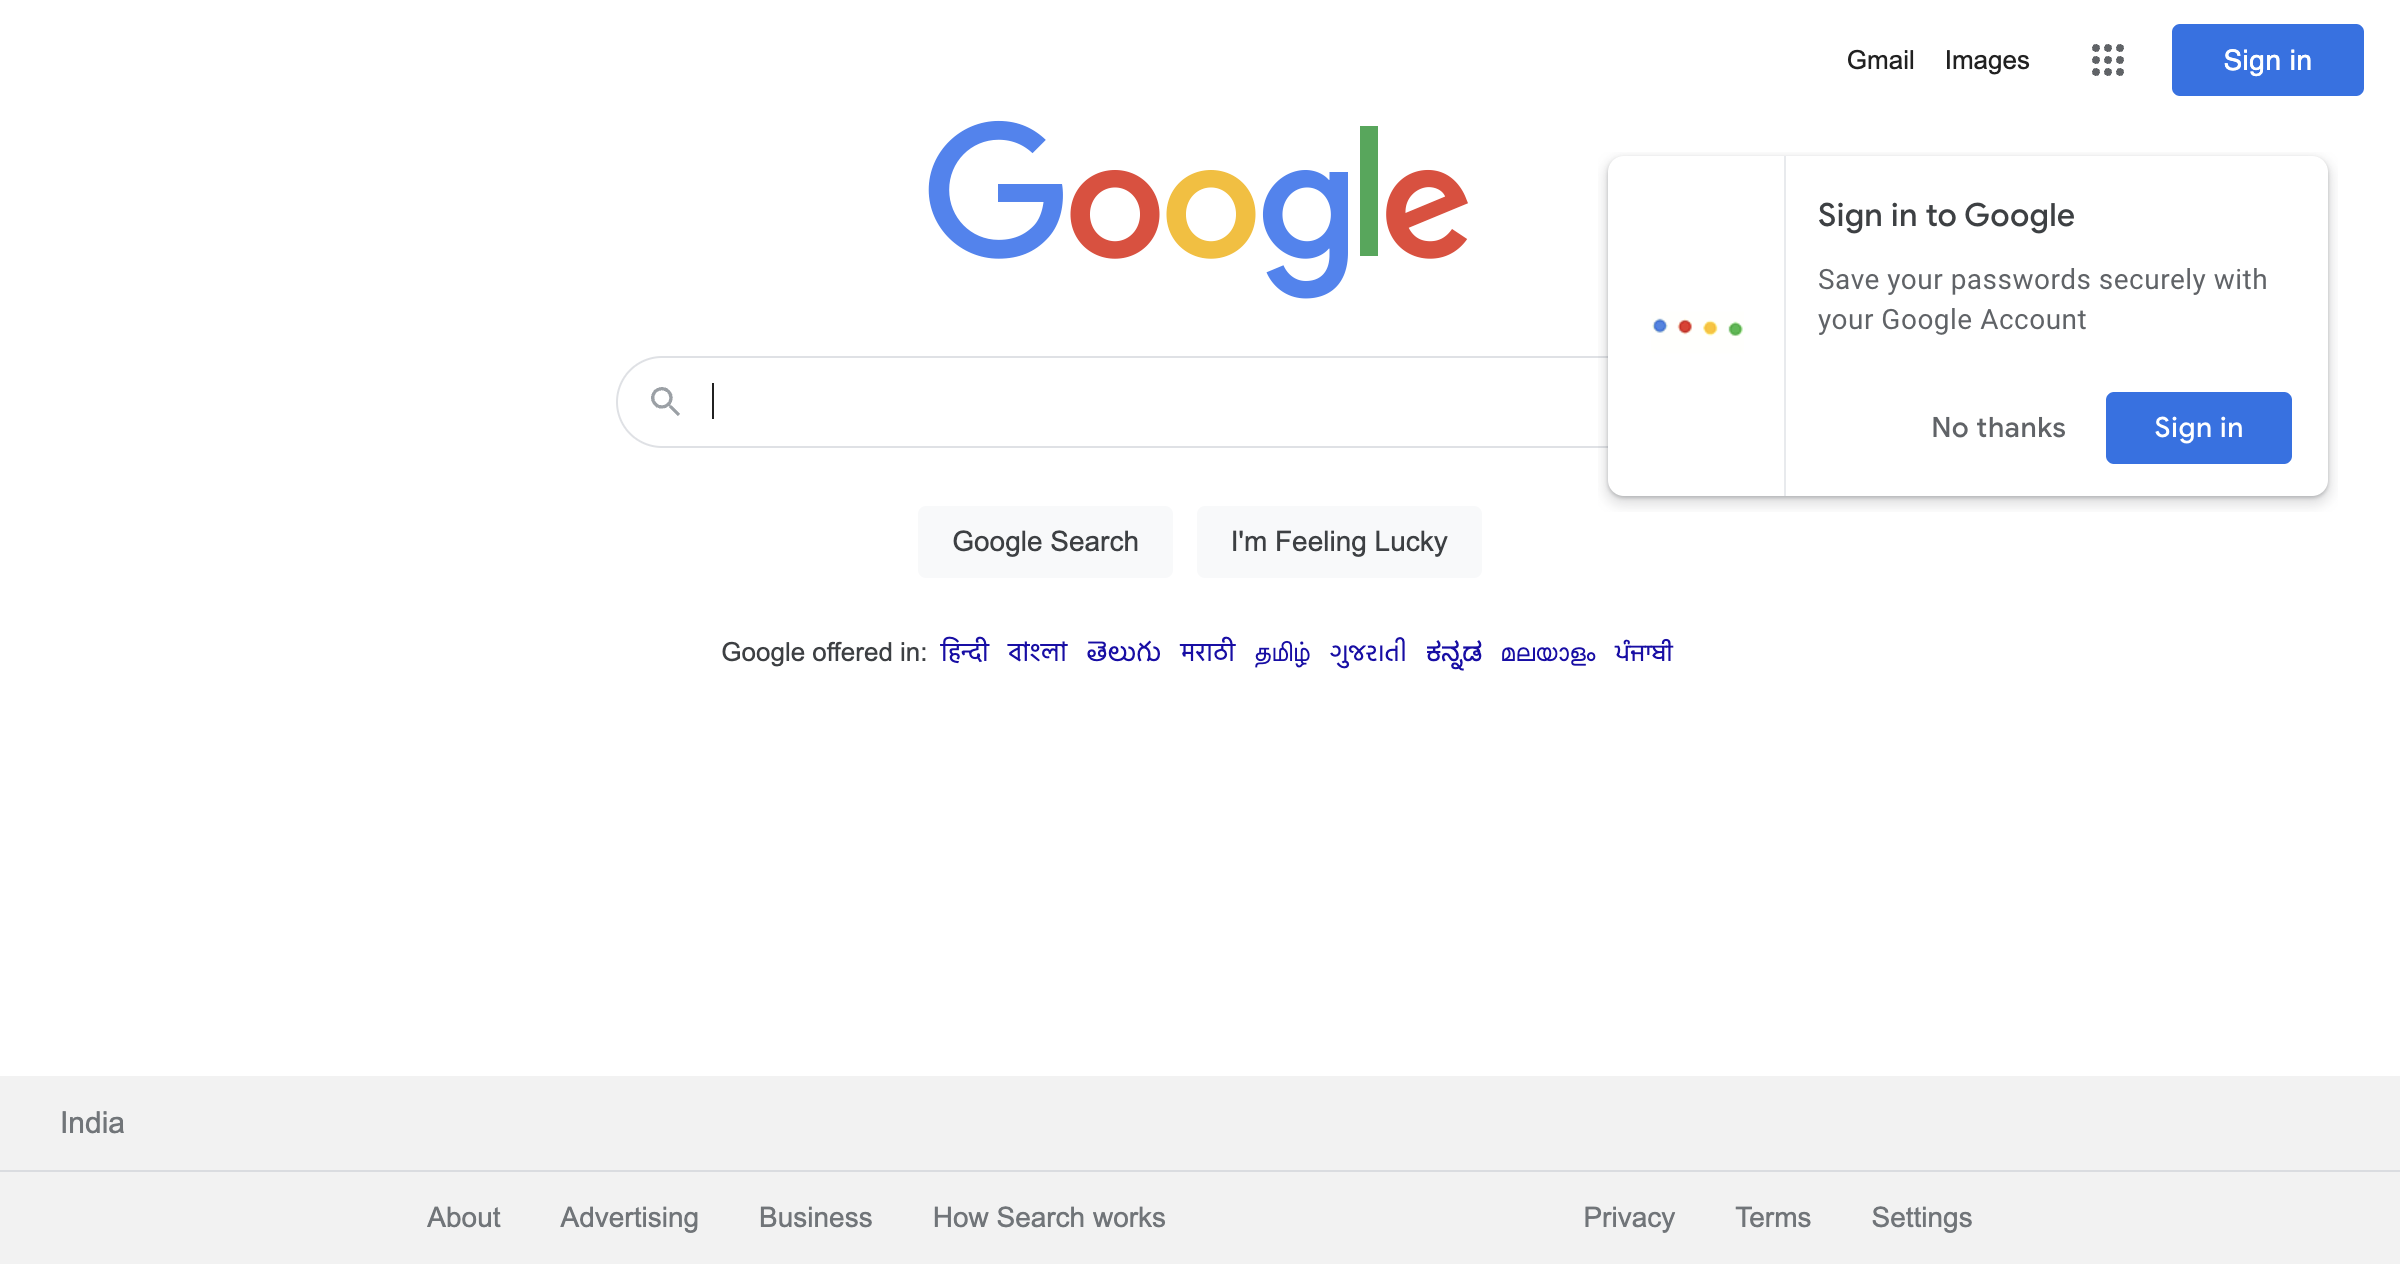 Gmail Images Sign in
Google
Sign in to Google
Save your passwords securely with
your Google Account
No thanks Sign in
Google Search I'm Feeling Lucky
Google offered in: हिन्दी বাংলা తెలుగు मराठी தமிழ் ગુજરાતી ಕನ್ನಡ മലയാളം ਪੰਜਾਬੀ
India
About Advertising Business How Search works Privacy Terms Settings